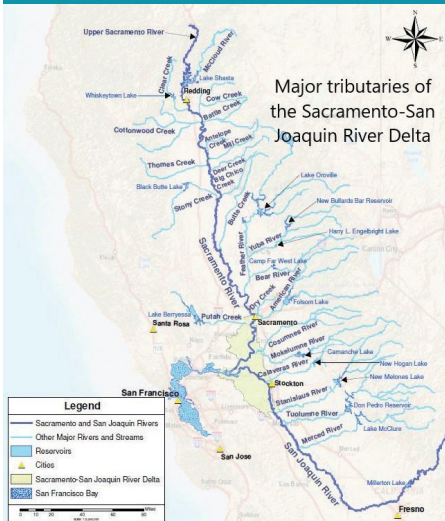 Major tributaries of
the Sacramento-San
Joaquin River Delta
N
W
E
S
Upper Sacramento River
McCloud River
Clear Creek
Lake Shasta
Redding
Whiskeytown Lake
Cow Creek
Battle Creek
Cottonwood Creek
Antelope
Creek
Mill Creek
Thomes Creek
Deer Creek
Big Chico
Creek
Black Butte Lake
Stony Creek
Butte Creek
Lake Oroville
New Bullards Bar Reservoir
Feather River
Yuba River
Harry L. Engelbright Lake
Sacramento River
Camp Far West Lake
Bear River
Dry Creek
American River
Folsom Lake
Lake Berryessa
Putah Creek
Sacramento
Santa Rosa
Cosumnes River
Mokelumne River
Camanche Lake
Calaveras River
New Hogan Lake
Stockton
New Melones Lake
San Francisco
Stanislaus River
Don Pedro Reservoir
Tuolumne River
Lake McClure
Merced River
San Jose
San Joaquin River
Millerton Lake
Fresno
Legend
Sacramento and San Joaquin Rivers
Other Major Rivers and Streams
Reservoirs
Cities
Sacramento-San Joaquin River Delta
San Francisco Bay
0 10 20 40 60 80
Miles